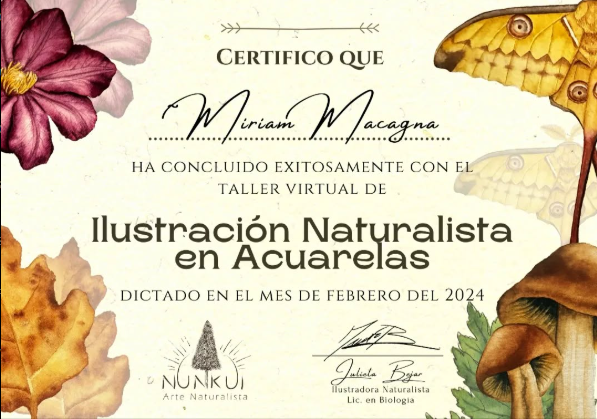 Certifico que
Miriam Macagna
ha concluido exitosamente con el
taller virtual de
Ilustración Naturalista
en Acuarelas
dictado en el mes de febrero del 2024
NUNKUI
Arte Naturalista
Julieta Bejar
Ilustradora Naturalista
Lic. en Biología